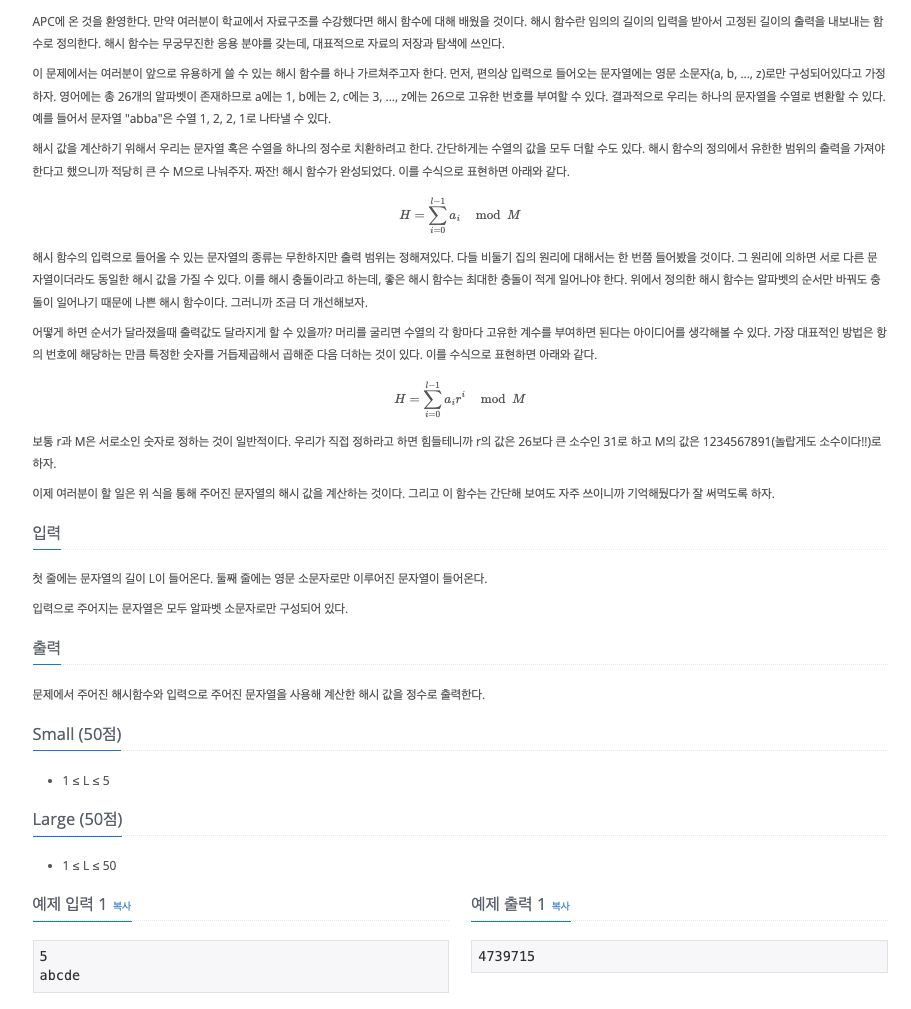 APC에 온 것을 환영한다. 만약 여러분이 학교에서 자료구조를 수강했다면 해시 함수에 대해 배웠을 것이다. 해시 함수란 임의의 길이의 입력을 받아서 고정된 길이의 출력을 내보내는 함
수로 정의한다. 해시 함수는 무궁무진한 응용 분야를 갖는데, 대표적으로 자료의 저장과 탐색에 쓰인다.
이 문제에서는 여러분이 앞으로 유용하게 쓸 수 있는 해시 함수를 하나 가르쳐주고자 한다. 먼저, 편의상 입력으로 들어오는 문자열에는 영문 소문자(a, b, ..., z)로만 구성되어있다고 가정
하자. 영어에는 총 26개의 알파벳이 존재하므로 a에는 1, b에는 2, c에는 3, ..., z에는 26으로 고유한 번호를 부여할 수 있다. 결과적으로 우리는 하나의 문자열을 수열로 변환할 수 있다.
예를 들어서 문자열 "abba"은 수열 1, 2, 2, 1로 나타낼 수 있다.
해시 값을 계산하기 위해서 우리는 문자열 혹은 수열을 하나의 정수로 치환하려고 한다. 간단하게는 수열의 값을 모두 더할 수도 있다. 해시 함수의 정의에서 유한한 범위의 출력을 가져야
한다고 했으니까 적당히 큰 수 M으로 나눠주자. 짜잔! 해시 함수가 완성되었다. 이를 수식으로 표현하면 아래와 같다.
H = \sum_{i=0}^{l-1} a_i mod M
해시 함수의 입력으로 들어올 수 있는 문자열의 종류는 무한하지만 출력 범위는 정해져있다. 다들 비둘기 집의 원리에 대해서는 한 번쯤 들어봤을 것이다. 그 원리에 의하면 서로 다른 문
자열이더라도 동일한 해시 값을 가질 수 있다. 이를 해시 충돌이라고 하는데, 좋은 해시 함수는 최대한 충돌이 적게 일어나야 한다. 위에서 정의한 해시 함수는 알파벳의 순서만 바꿔도 충
돌이 일어나기 때문에 나쁜 해시 함수이다. 그러니까 조금 더 개선해보자.
어떻게 하면 순서가 달라졌을때 출력값도 달라지게 할 수 있을까? 머리를 굴리면 수열의 각 항마다 고유한 계수를 부여하면 된다는 아이디어를 생각해볼 수 있다. 가장 대표적인 방법은 항
의 번호에 해당하는 만큼 특정한 숫자를 거듭제곱해서 곱해준 다음 더하는 것이 있다. 이를 수식으로 표현하면 아래와 같다.
H = \sum_{i=0}^{l-1} a_i r^i mod M
보통 r과 M은 서로소인 숫자로 정하는 것이 일반적이다. 우리가 직접 정하라고 하면 힘들테니까 r의 값은 26보다 큰 소수인 31로 하고 M의 값은 1234567891(놀랍게도 소수이다!!)로
하자.
이제 여러분이 할 일은 위 식을 통해 주어진 문자열의 해시 값을 계산하는 것이다. 그리고 이 함수는 간단해 보여도 자주 쓰이니까 기억해뒀다가 잘 써먹도록 하자.
입력
첫 줄에는 문자열의 길이 L이 들어온다. 둘째 줄에는 영문 소문자로만 이루어진 문자열이 들어온다.
입력으로 주어지는 문자열은 모두 알파벳 소문자로만 구성되어 있다.
출력
문제에서 주어진 해시함수와 입력으로 주어진 문자열을 사용해 계산한 해시 값을 정수로 출력한다.
Small (50점)
• 1 ≤ L ≤ 5
Large (50점)
• 1 ≤ L ≤ 50
예제 입력 1 복사
5
abcde
예제 출력 1 복사
4739715